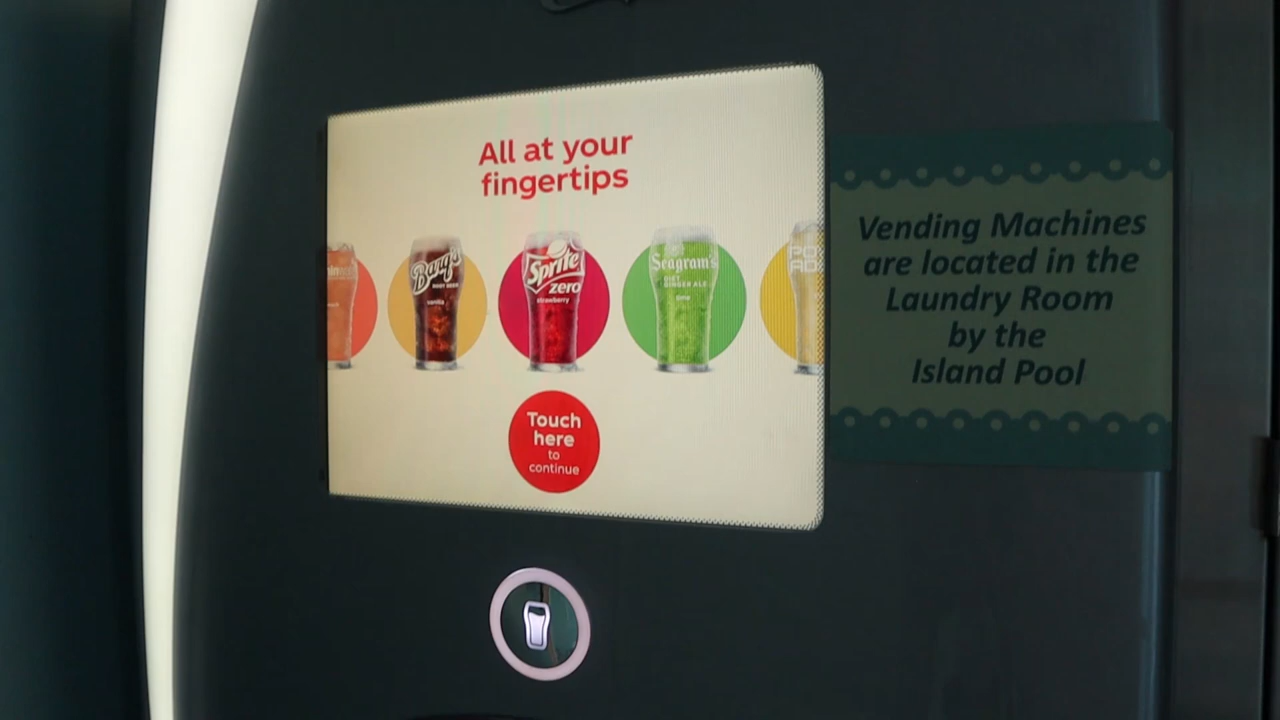 All at your
fingertips
Barq's
ROOT BEER
vanilla
Sprite
zero
strawberry
Seagram's
DIET
GINGER ALE
lime
Touch
here
to
continue
Vending Machines
are located in the
Laundry Room
by the
Island Pool